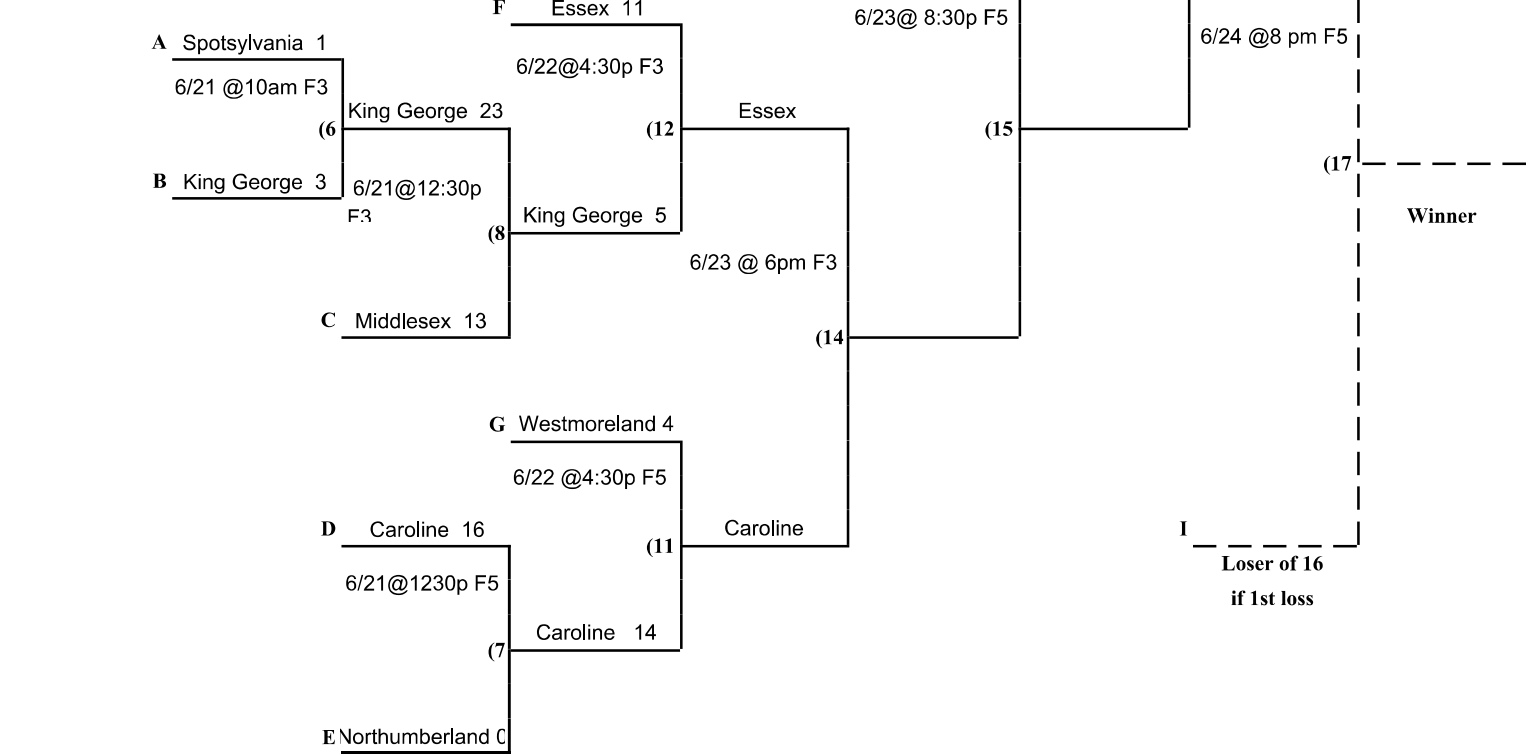 F Essex 11
6/23@ 8:30p F5
6/24 @8 pm F5
A Spotsylvania 1
6/22@4:30p F3
6/21 @10am F3
King George 23
Essex
(6
(12
(15
(17
B King George 3
6/21@12:30p
F3
King George 5
Winner
(8
6/23 @ 6pm F3
C Middlesex 13
(14
G Westmoreland 4
6/22 @4:30p F5
D Caroline 16
Caroline
I
(11
Loser of 16
6/21@1230p F5
if 1st loss
Caroline 14
(7
E Northumberland 0